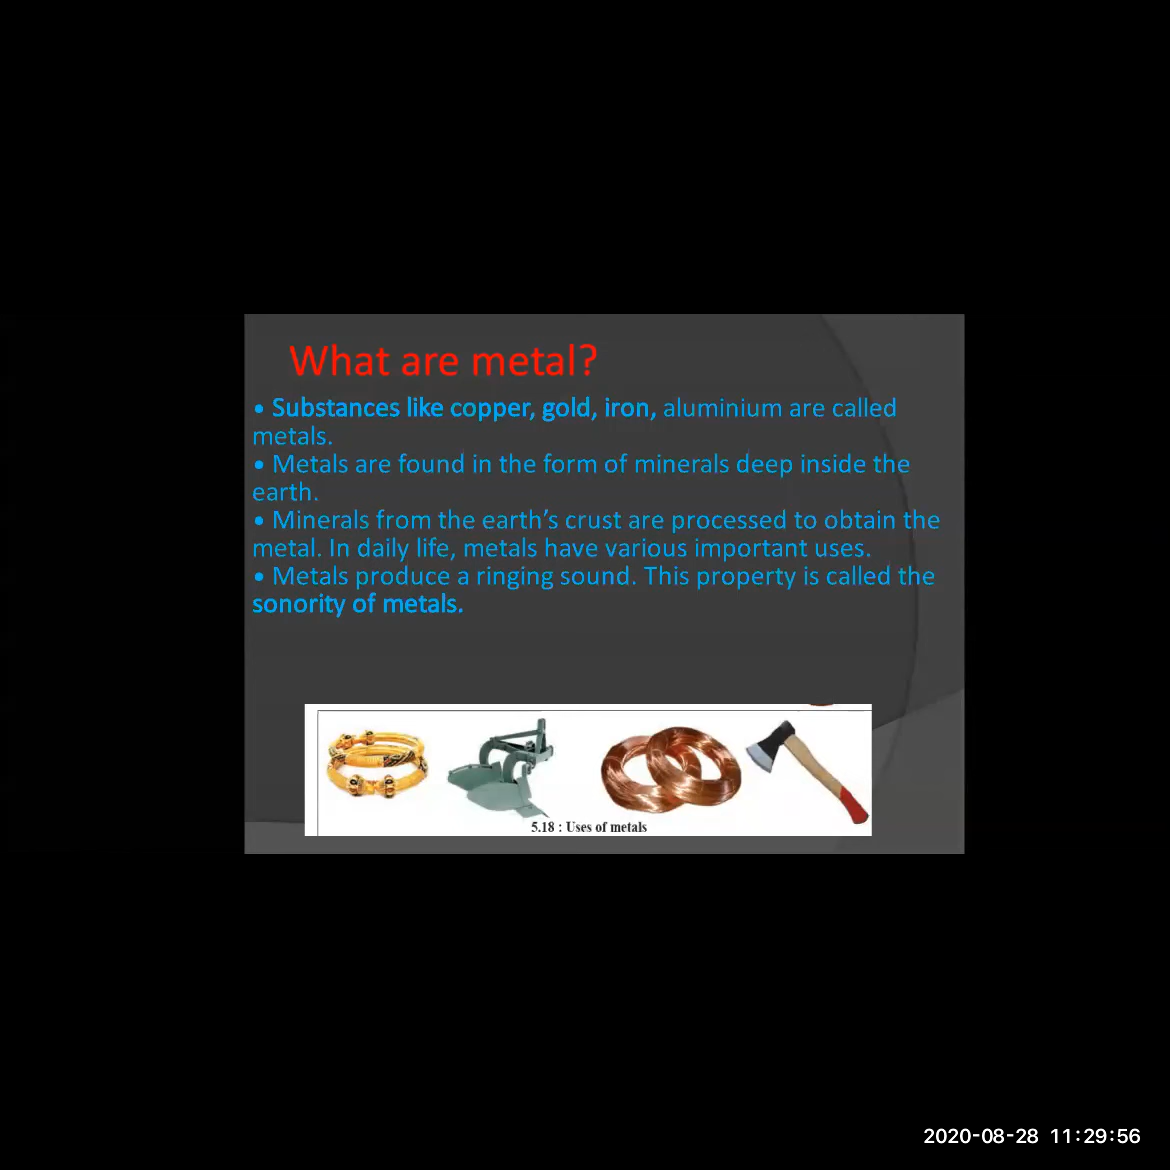 What are metal?
• Substances like copper, gold, iron, aluminium are called
metals.
• Metals are found in the form of minerals deep inside the
earth.
• Minerals from the earth’s crust are processed to obtain the
metal. In daily life, metals have various important uses.
• Metals produce a ringing sound. This property is called the
sonority of metals.
5.18 : Uses of metals
2020-08-28 11:29:56